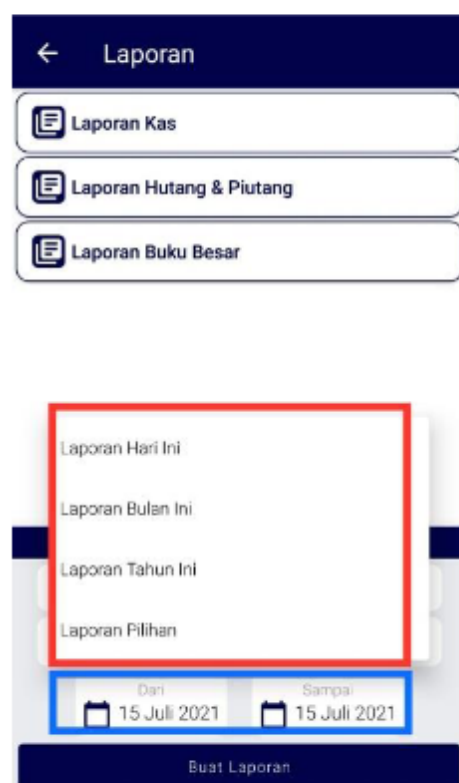 Laporan
Laporan Kas
Laporan Hutang & Piutang
Laporan Buku Besar
Laporan Hari Ini
Laporan Bulan Ini
Laporan Tahun Ini
Laporan Pilihan
Dari Sampai
15 Juli 2021 15 Juli 2021
Buat Laporan